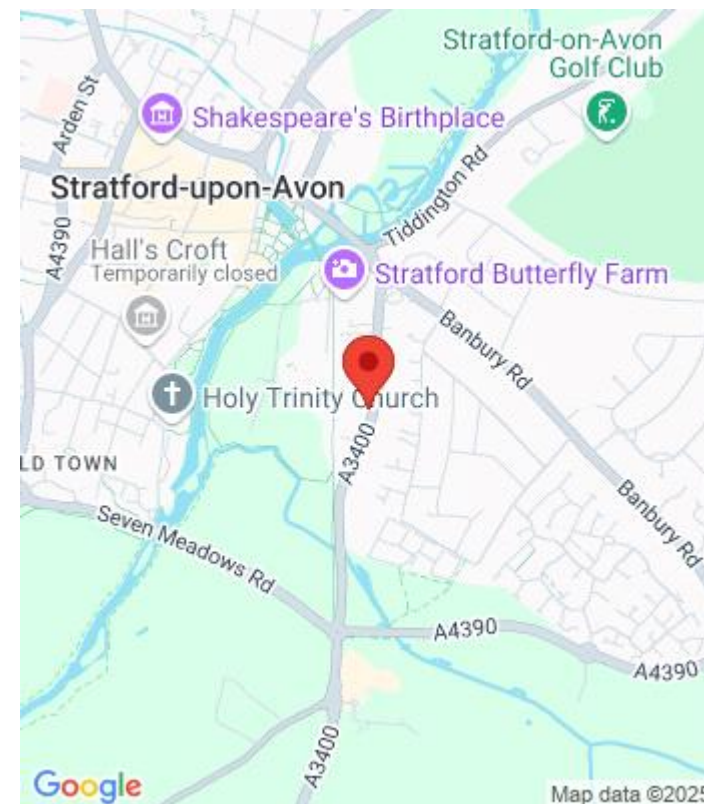 Stratford-on-Avon
Golf Club
Arden St
Shakespeare's Birthplace
Tiddington Rd
Stratford-upon-Avon
A4390
Hall's Croft
Temporarily closed
Stratford Butterfly Farm
Banbury Rd
Holy Trinity Church
A3400
LD TOWN
Banbury Rd
Seven Meadows Rd
A4390
A4390
A3400
Google
Map data ©2025